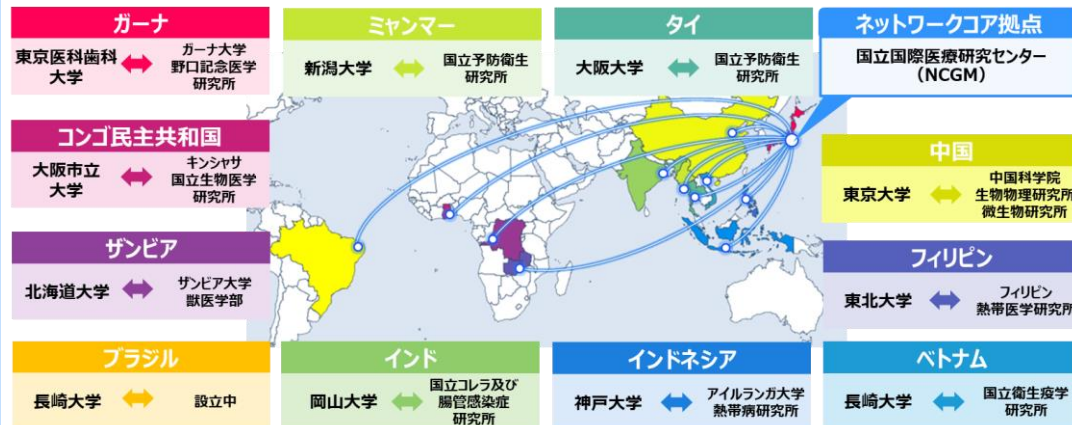 ガーナ
東京医科歯科
大学
ガーナ大学
野口記念医学
研究所
ミャンマー
新潟大学
国立予防衛生
研究所
タイ
大阪大学
国立予防衛生
研究所
ネットワークコア拠点
国立国際医療研究センター
（NCGM）
コンゴ民主共和国
大阪市立
大学
キンシャサ
国立生物医学
研究所
中国
東京大学
中国科学院
生物物理研究所
微生物研究所
ザンビア
北海道大学
ザンビア大学
獣医学部
フィリピン
東北大学
フィリピン
熱帯医学研究所
ブラジル
長崎大学
設立中
インド
岡山大学
国立コレラ及び
腸管感染症
研究所
インドネシア
神戸大学
アイルランガ大学
熱帯病研究所
ベトナム
長崎大学
国立衛生疫学
研究所